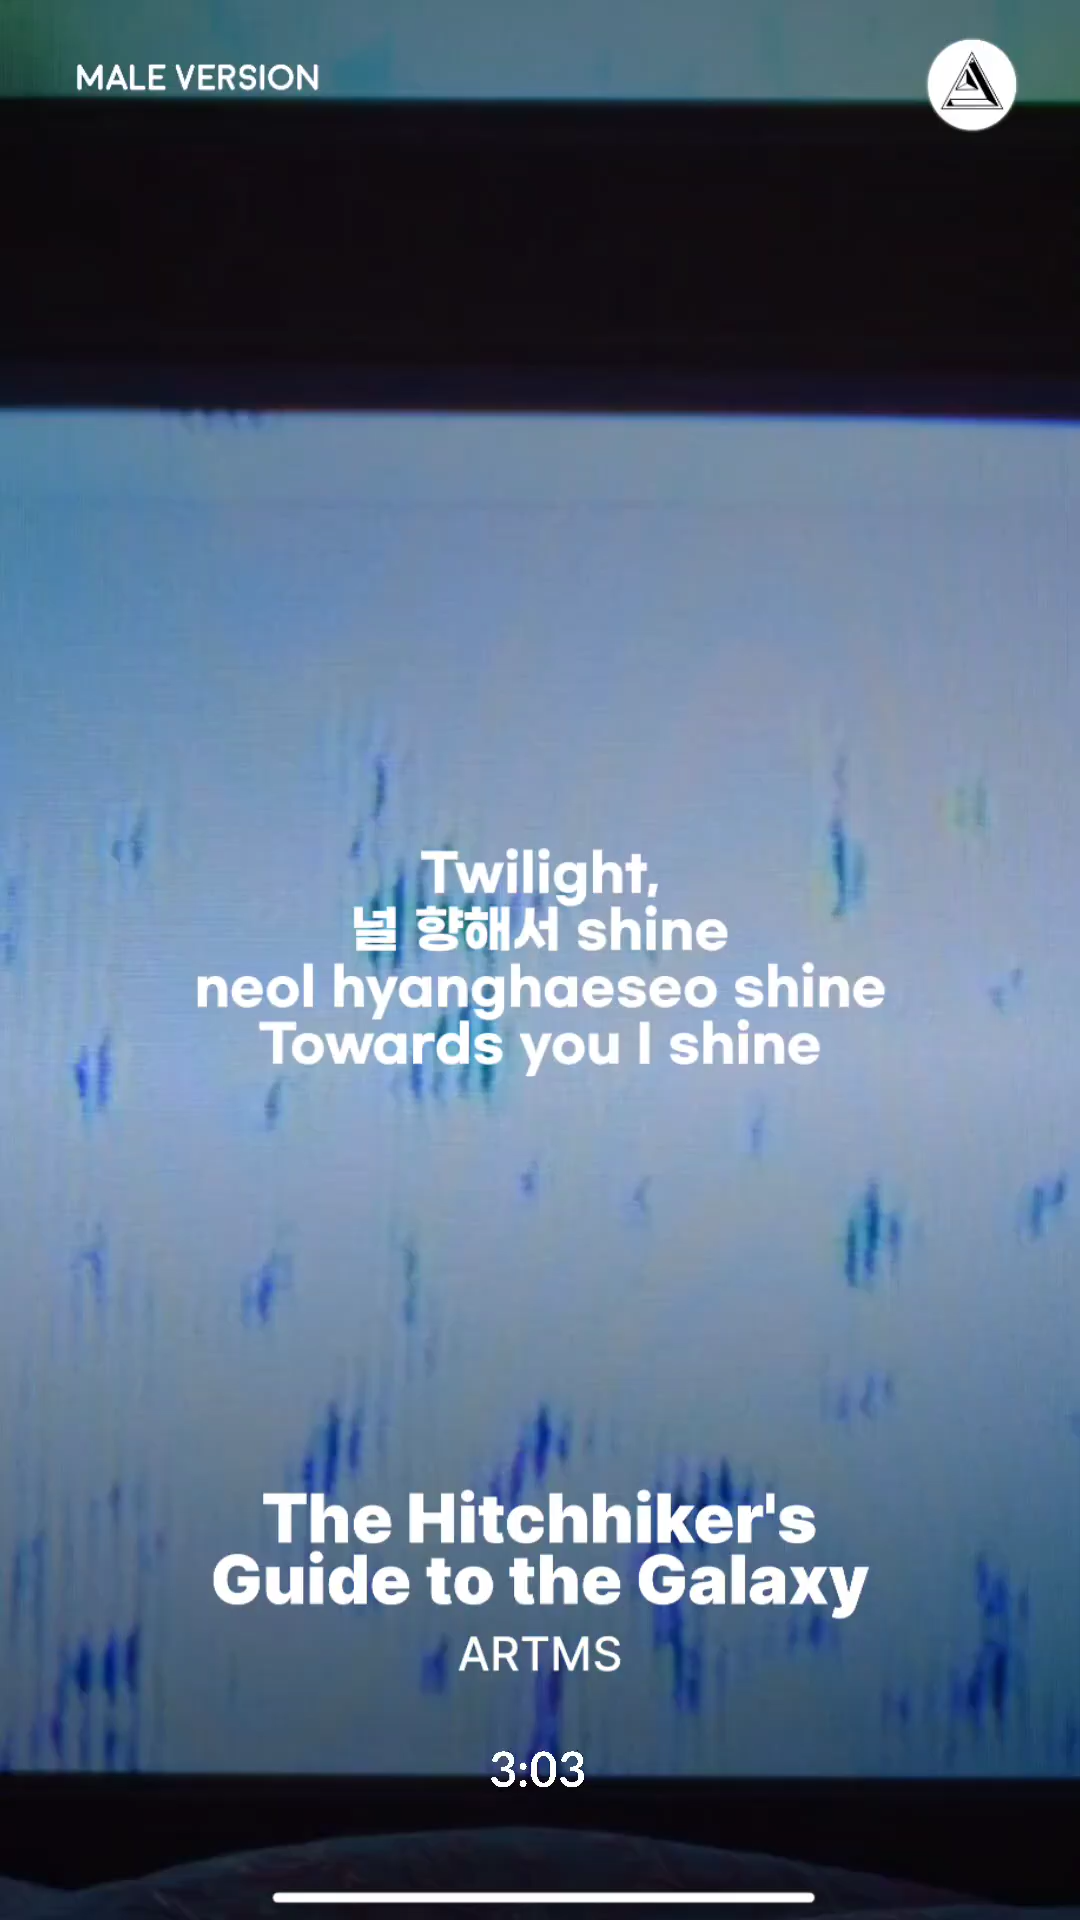 MALE VERSION
Twilight,
널 향해서 shine
neol hyanghaeseo shine
Towards you I shine
The Hitchhiker's
Guide to the Galaxy
ARTMS
3:03